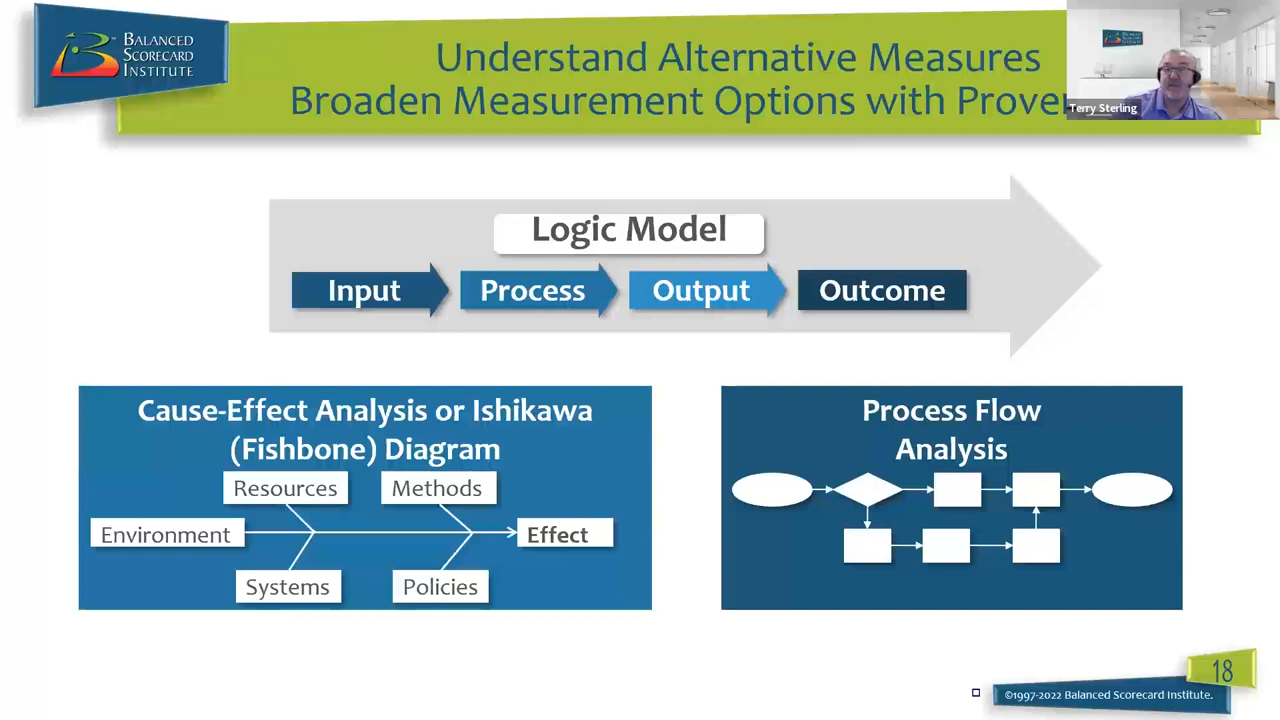 BALANCED
SCORECARD
INSTITUTE
Understand Alternative Measures
Broaden Measurement Options with Prove
Terry Sterling
Logic Model
Input
Process
Output
Outcome
Cause-Effect Analysis or Ishikawa
(Fishbone) Diagram
Resources
Methods
Environment
Effect
Systems
Policies
Process Flow
Analysis
18
©1997-2022 Balanced Scorecard Institute.